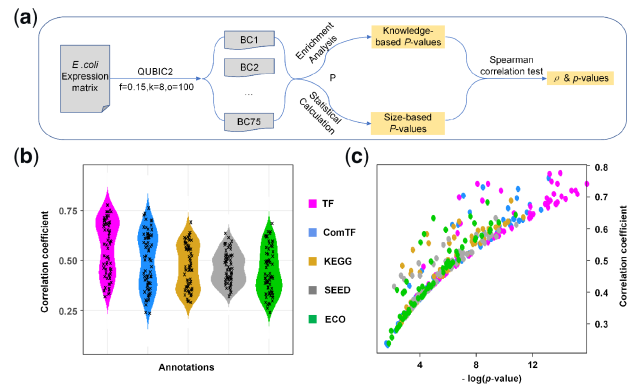 (a)
E.coli
Expression
matrix
QUBIC2
f=0.15,k=8,o=100
BC1
BC2
...
BC75
Enrichment
Analysis
P
Statistical
Calculation
Knowledge-
based P-values
Size-based
P-values
Spearman
correlation test
ρ & p-values
(b)
Correlation coefficient
0.75
0.50
0.25
Annotations
TF
ComTF
KEGG
SEED
ECO
(c)
0.8
0.7
0.6
0.5
0.4
0.3
Correlation coefficient
4
8
12
- log(p-value)